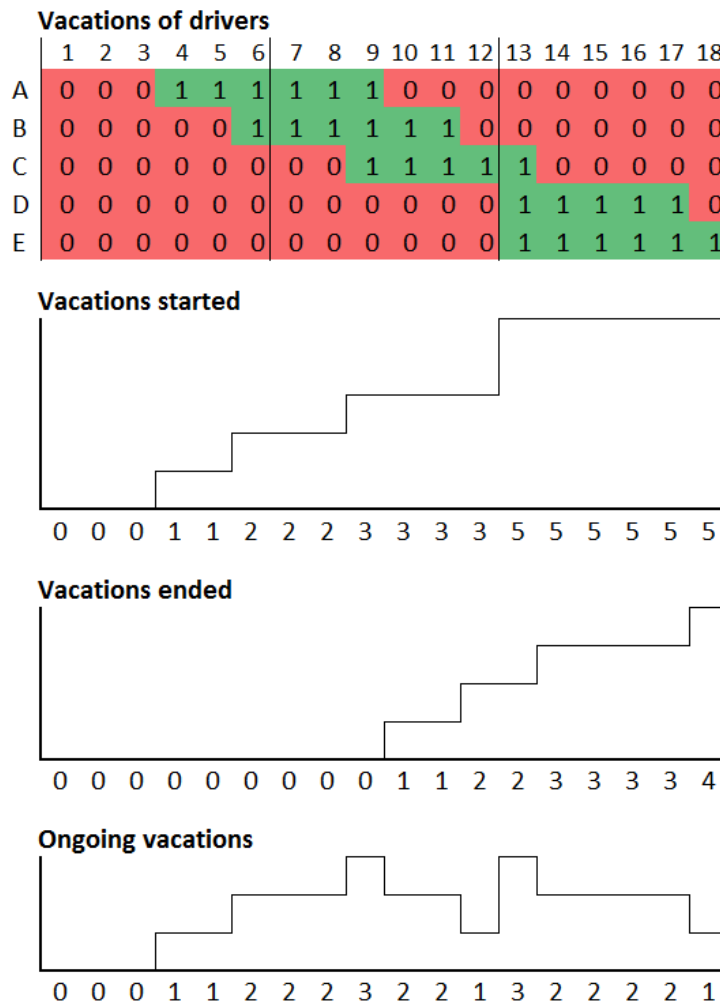 Vacations of drivers
1 2 3 4 5 6 7 8 9 10 11 12 13 14 15 16 17 18
A 0 0 0 1 1 1 1 1 1 0 0 0 0 0 0 0 0 0
B 0 0 0 0 0 1 1 1 1 1 1 0 0 0 0 0 0 0
C 0 0 0 0 0 0 0 0 1 1 1 1 1 0 0 0 0 0
D 0 0 0 0 0 0 0 0 0 0 0 0 1 1 1 1 1 0
E 0 0 0 0 0 0 0 0 0 0 0 0 1 1 1 1 1 1
Vacations started
0 0 0 1 1 2 2 2 3 3 3 3 5 5 5 5 5 5
Vacations ended
0 0 0 0 0 0 0 0 0 1 1 2 2 3 3 3 3 4
Ongoing vacations
0 0 0 1 1 2 2 2 3 2 2 1 3 2 2 2 2 1